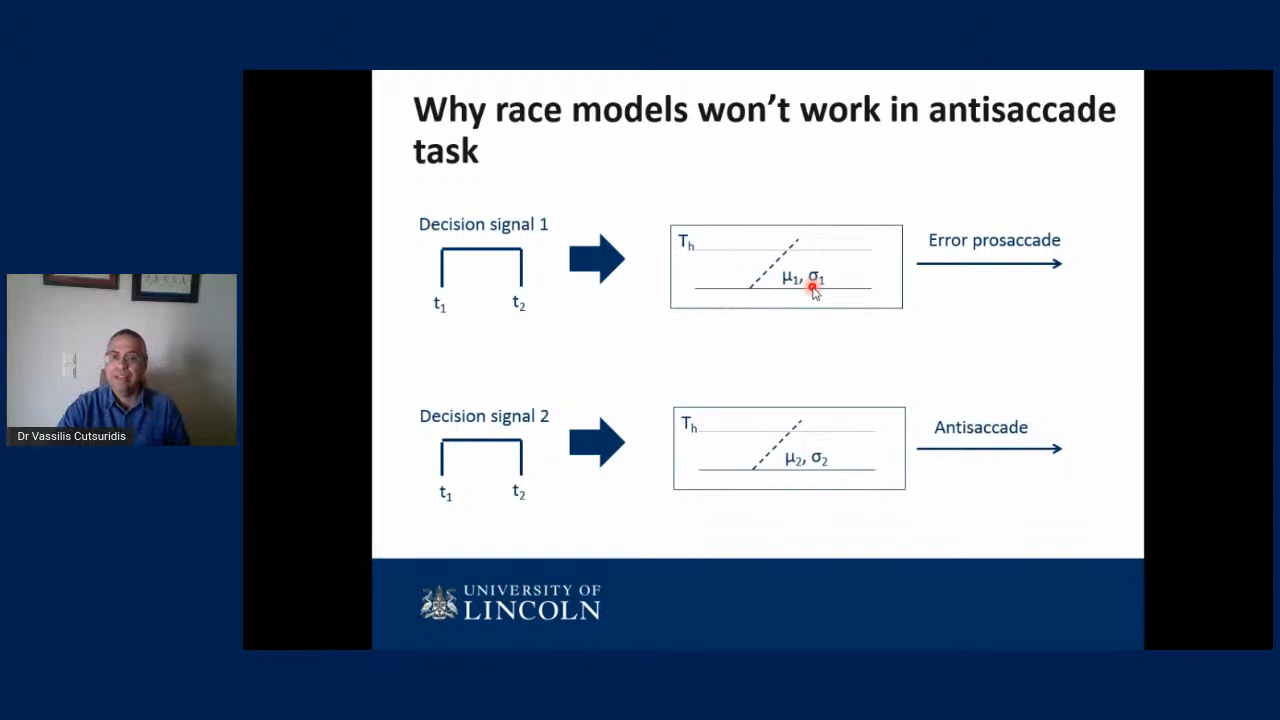 Why race models won't work in antisaccade
task
Decision signal 1
t₁ t₂
Tₕ
μ₁, σ₁
Error prosaccade
Decision signal 2
t₁ t₂
Tₕ
μ₂, σ₂
Antisaccade
Dr Vassilis Cutsuridis
UNIVERSITY OF
LINCOLN